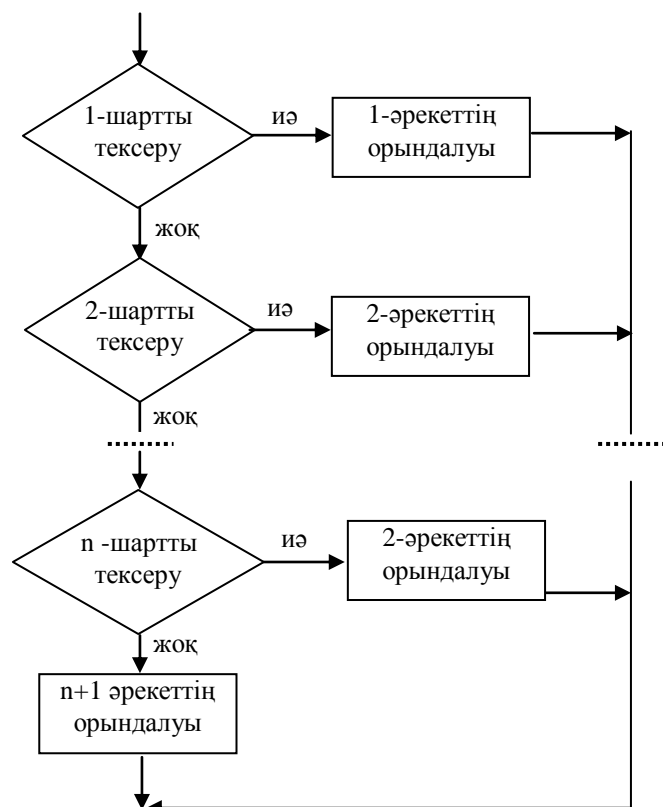 1-шартты
тексеру
иә
1-әрекеттің
орындалуы
жоқ
2-шартты
тексеру
иә
2-әрекеттің
орындалуы
жоқ
n -шартты
тексеру
иә
2-әрекеттің
орындалуы
жоқ
n+1 әрекеттің
орындалуы